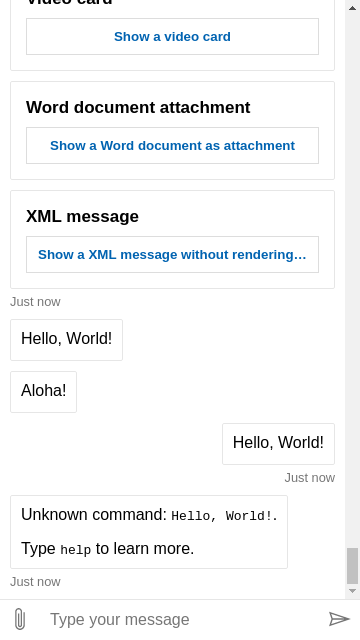 Video card
Show a video card
Word document attachment
Show a Word document as attachment
XML message
Show a XML message without rendering…
Just now
Hello, World!
Aloha!
Hello, World!
Just now
Unknown command: Hello, World!.
Type help to learn more.
Just now
Type your message